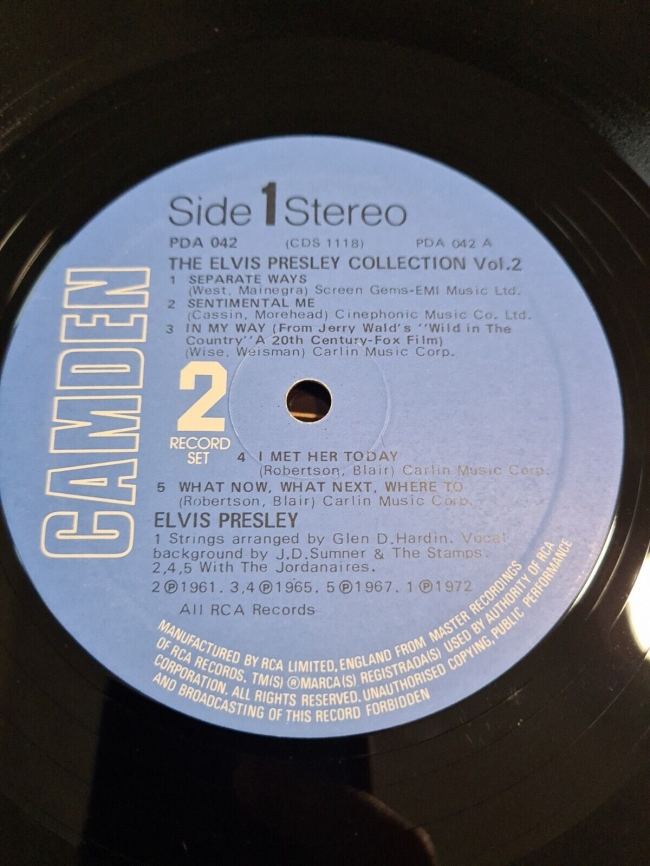 Side 1 Stereo
PDA 042 (CDS 1118) PDA 042 A
THE ELVIS PRESLEY COLLECTION Vol.2
1 SEPARATE WAYS
(West, Mainegra) Screen Gems-EMI Music Ltd.
2 SENTIMENTAL ME
(Cassin, Morehead) Cinephonic Music Co. Ltd.
3 IN MY WAY (From Jerry Wald's "Wild in The
Country" A 20th Century-Fox Film)
(Wise, Weisman) Carlin Music Corp.
CAMDEN
2
RECORD
SET
4 I MET HER TODAY
(Robertson, Blair) Carlin Music Corp.
5 WHAT NOW, WHAT NEXT, WHERE TO
(Robertson, Blair) Carlin Music Corp.
ELVIS PRESLEY
1 Strings arranged by Glen D.Hardin. Vocal
background by J.D.Sumner & The Stamps.
2,4,5 With The Jordanaires.
2℗1961. 3,4℗1965. 5℗1967. 1℗1972
All RCA Records
MANUFACTURED BY RCA LIMITED, ENGLAND FROM MASTER RECORDINGS
OF RCA RECORDS. TM(S) ®MARCA(S) REGISTRADA(S) USED BY AUTHORITY OF RCA
CORPORATION. ALL RIGHTS RESERVED. UNAUTHORISED COPYING, PUBLIC PERFORMANCE
AND BROADCASTING OF THIS RECORD FORBIDDEN